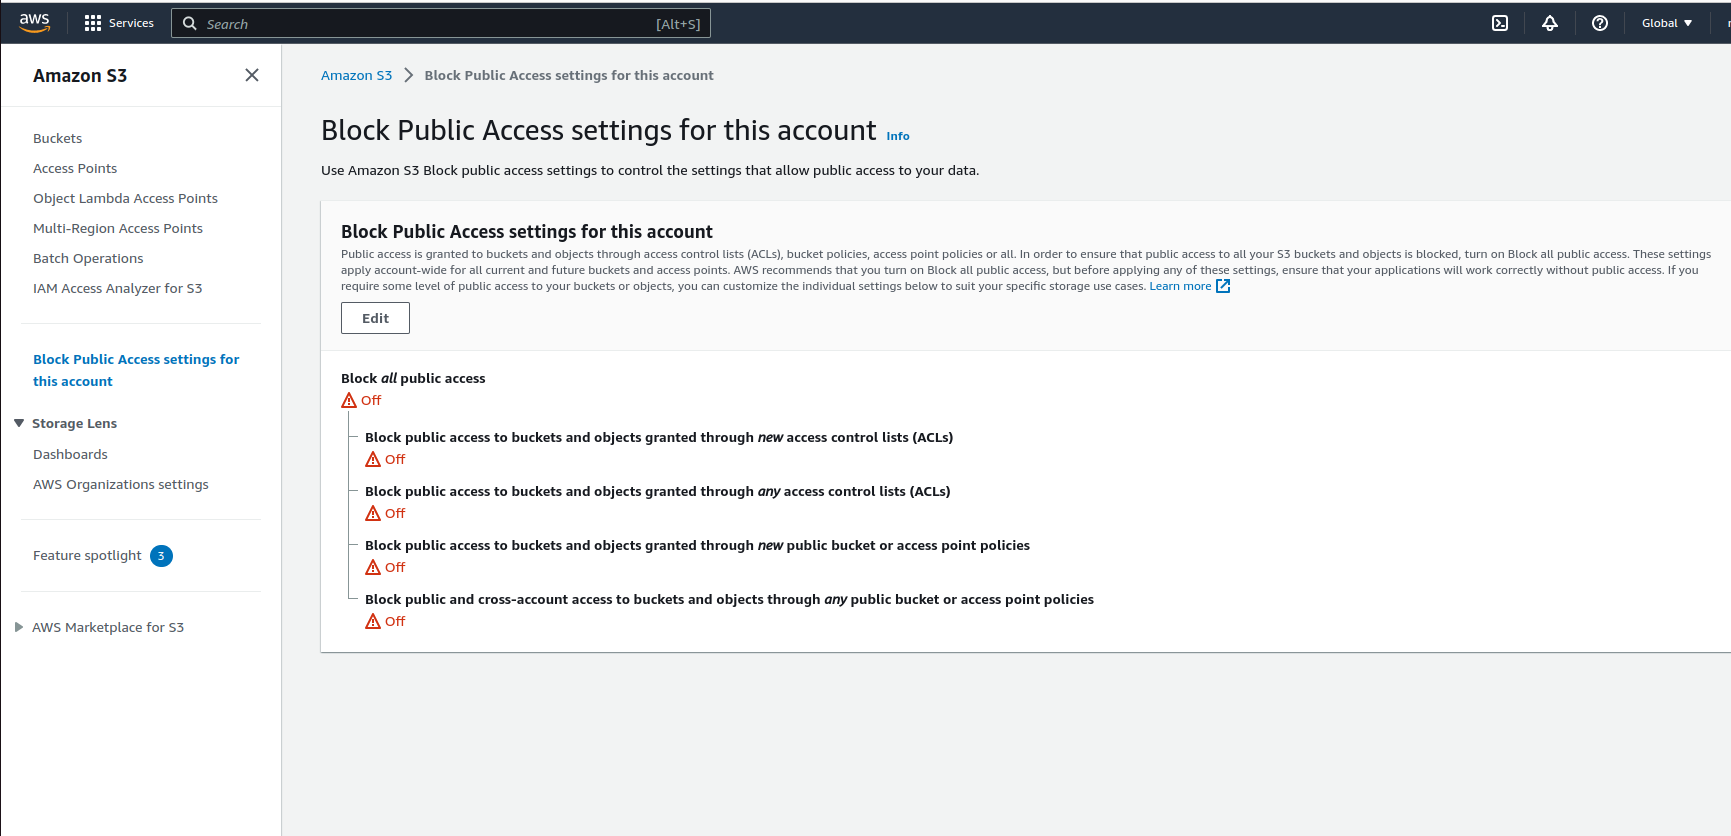 aws
Services
Search
[Alt+S]
Global
Amazon S3
Buckets
Access Points
Object Lambda Access Points
Multi-Region Access Points
Batch Operations
IAM Access Analyzer for S3
Block Public Access settings for
this account
Storage Lens
Dashboards
AWS Organizations settings
Feature spotlight 3
AWS Marketplace for S3
Amazon S3 > Block Public Access settings for this account
Block Public Access settings for this account Info
Use Amazon S3 Block public access settings to control the settings that allow public access to your data.
Block Public Access settings for this account
Public access is granted to buckets and objects through access control lists (ACLs), bucket policies, access point policies or all. In order to ensure that public access to all your S3 buckets and objects is blocked, turn on Block all public access. These settings
apply account-wide for all current and future buckets and access points. AWS recommends that you turn on Block all public access, but before applying any of these settings, ensure that your applications will work correctly without public access. If you
require some level of public access to your buckets or objects, you can customize the individual settings below to suit your specific storage use cases. Learn more
Edit
Block all public access
Off
Block public access to buckets and objects granted through new access control lists (ACLs)
Off
Block public access to buckets and objects granted through any access control lists (ACLs)
Off
Block public access to buckets and objects granted through new public bucket or access point policies
Off
Block public and cross-account access to buckets and objects through any public bucket or access point policies
Off